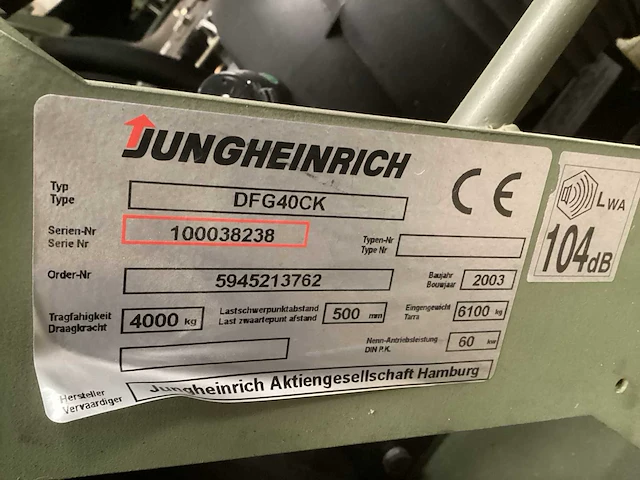 JUNGHEINRICH
CE
Typ
Type
DFG40CK
Serien-Nr
Serie Nr
100038238
Typen-Nr
Type Nr
Order-Nr
5945213762
Baujahr
Bouwjaar
2003
Tragfähigkeit
Draagkracht
4000 kg
Lastschwerpunktabstand
Last zwaartepunt afstand
500 mm
Eingengewicht
Tarra
6100 kg
Nenn-Antriebsleistung
DIN P.K.
60 kw
Hersteller
Vervaardiger
Jungheinrich Aktiengesellschaft Hamburg
LWA
104dB